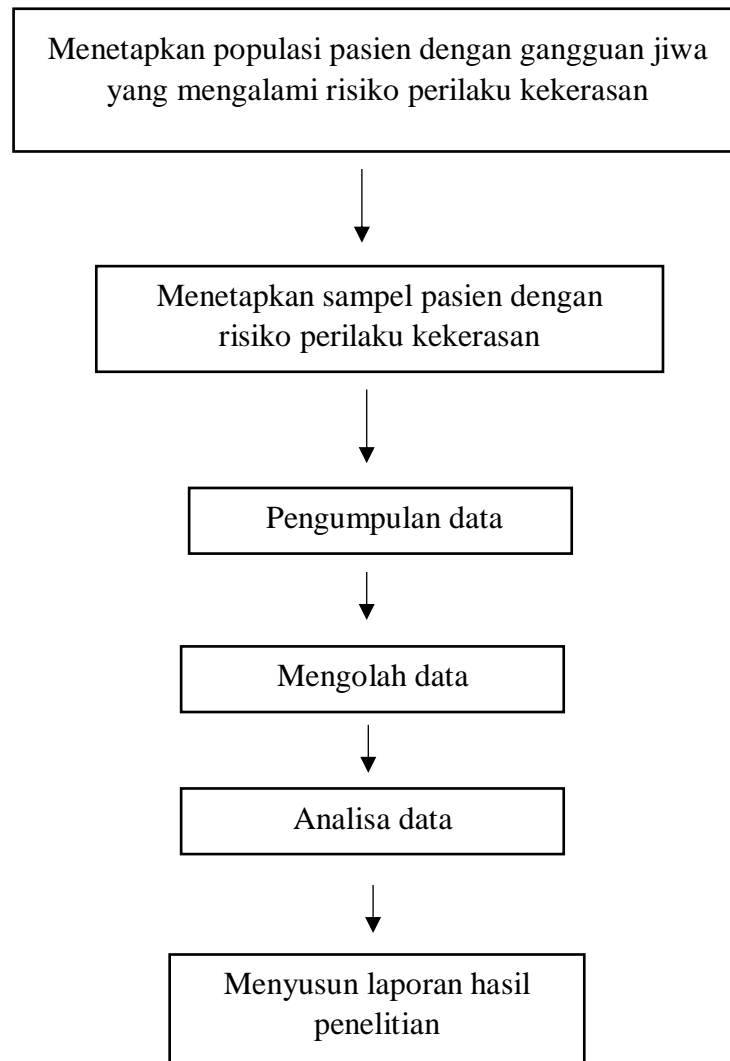 Menetapkan populasi pasien dengan gangguan jiwa
yang mengalami risiko perilaku kekerasan
Menetapkan sampel pasien dengan
risiko perilaku kekerasan
Pengumpulan data
Mengolah data
Analisa data
Menyusun laporan hasil
penelitian